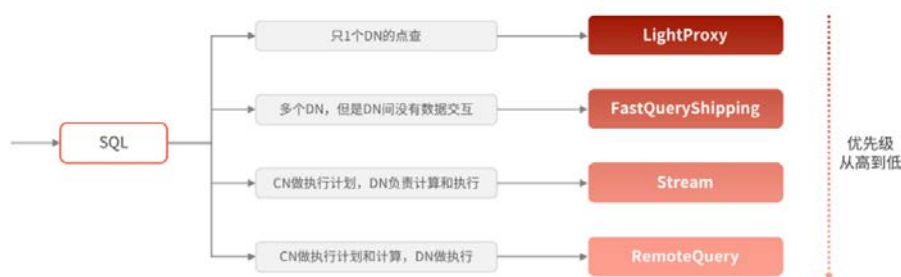 只1个DN的点查
LightProxy
多个DN，但是DN间没有数据交互
FastQueryShipping
SQL
优先级
从高到低
CN做执行计划，DN负责计算和执行
Stream
CN做执行计划和计算，DN做执行
RemoteQuery